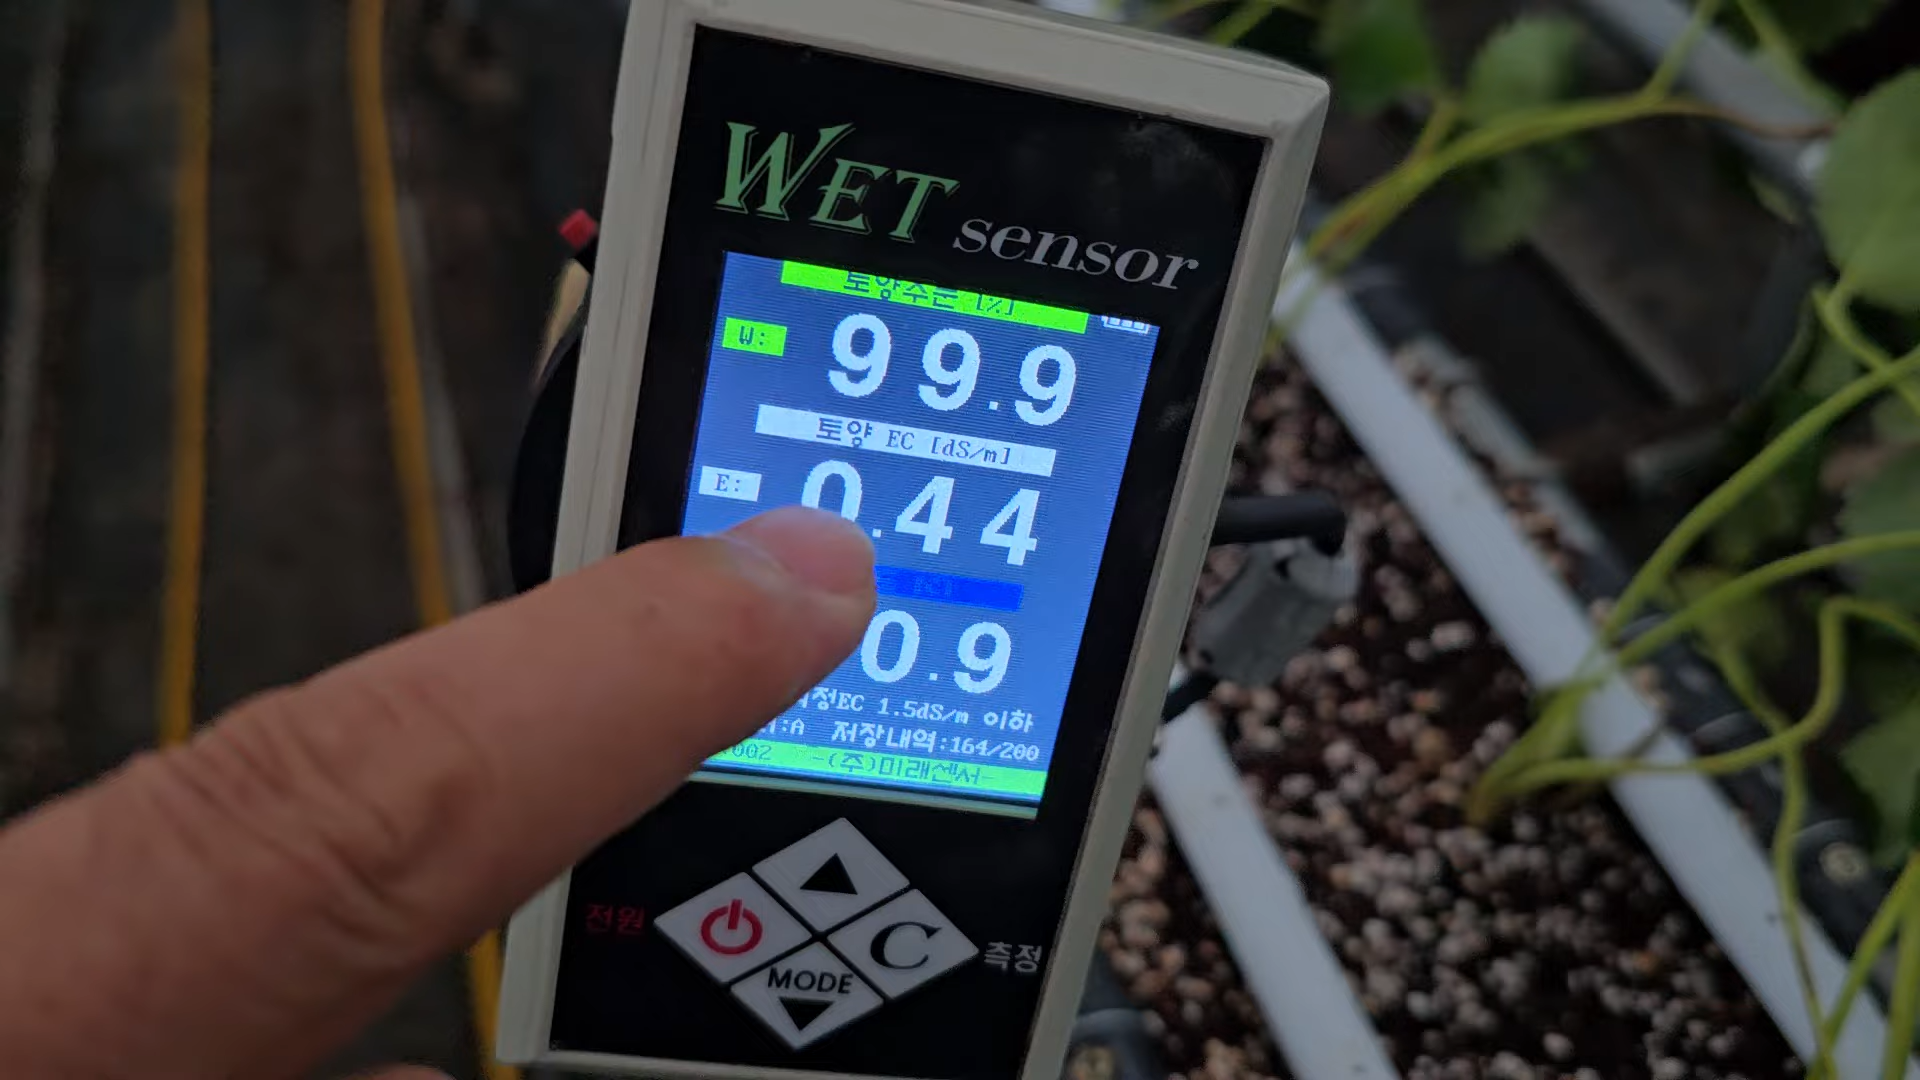 WET sensor
토양수분 [%]
W: 99.9
토양 EC [dS/m]
E: 0.44
0.9
정EC 1.5dS/m 이하
:A 저장내역:164/200
002 -(주)미래센서-
전원
C
측정
MODE